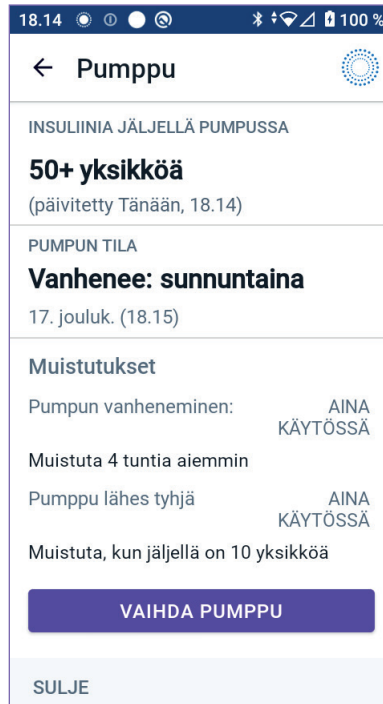 18.14 100 %
Pumppu
INSULIINIA JÄLJELLÄ PUMPUSSA
50+ yksikköä
(päivitetty Tänään, 18.14)
PUMPUN TILA
Vanhenee: sunnuntaina
17. jouluk. (18.15)
Muistutukset
Pumpun vanheneminen: AINA
KÄYTÖSSÄ
Muistuta 4 tuntia aiemmin
Pumppu lähes tyhjä AINA
KÄYTÖSSÄ
Muistuta, kun jäljellä on 10 yksikköä
VAIHDA PUMPPU
SULJE